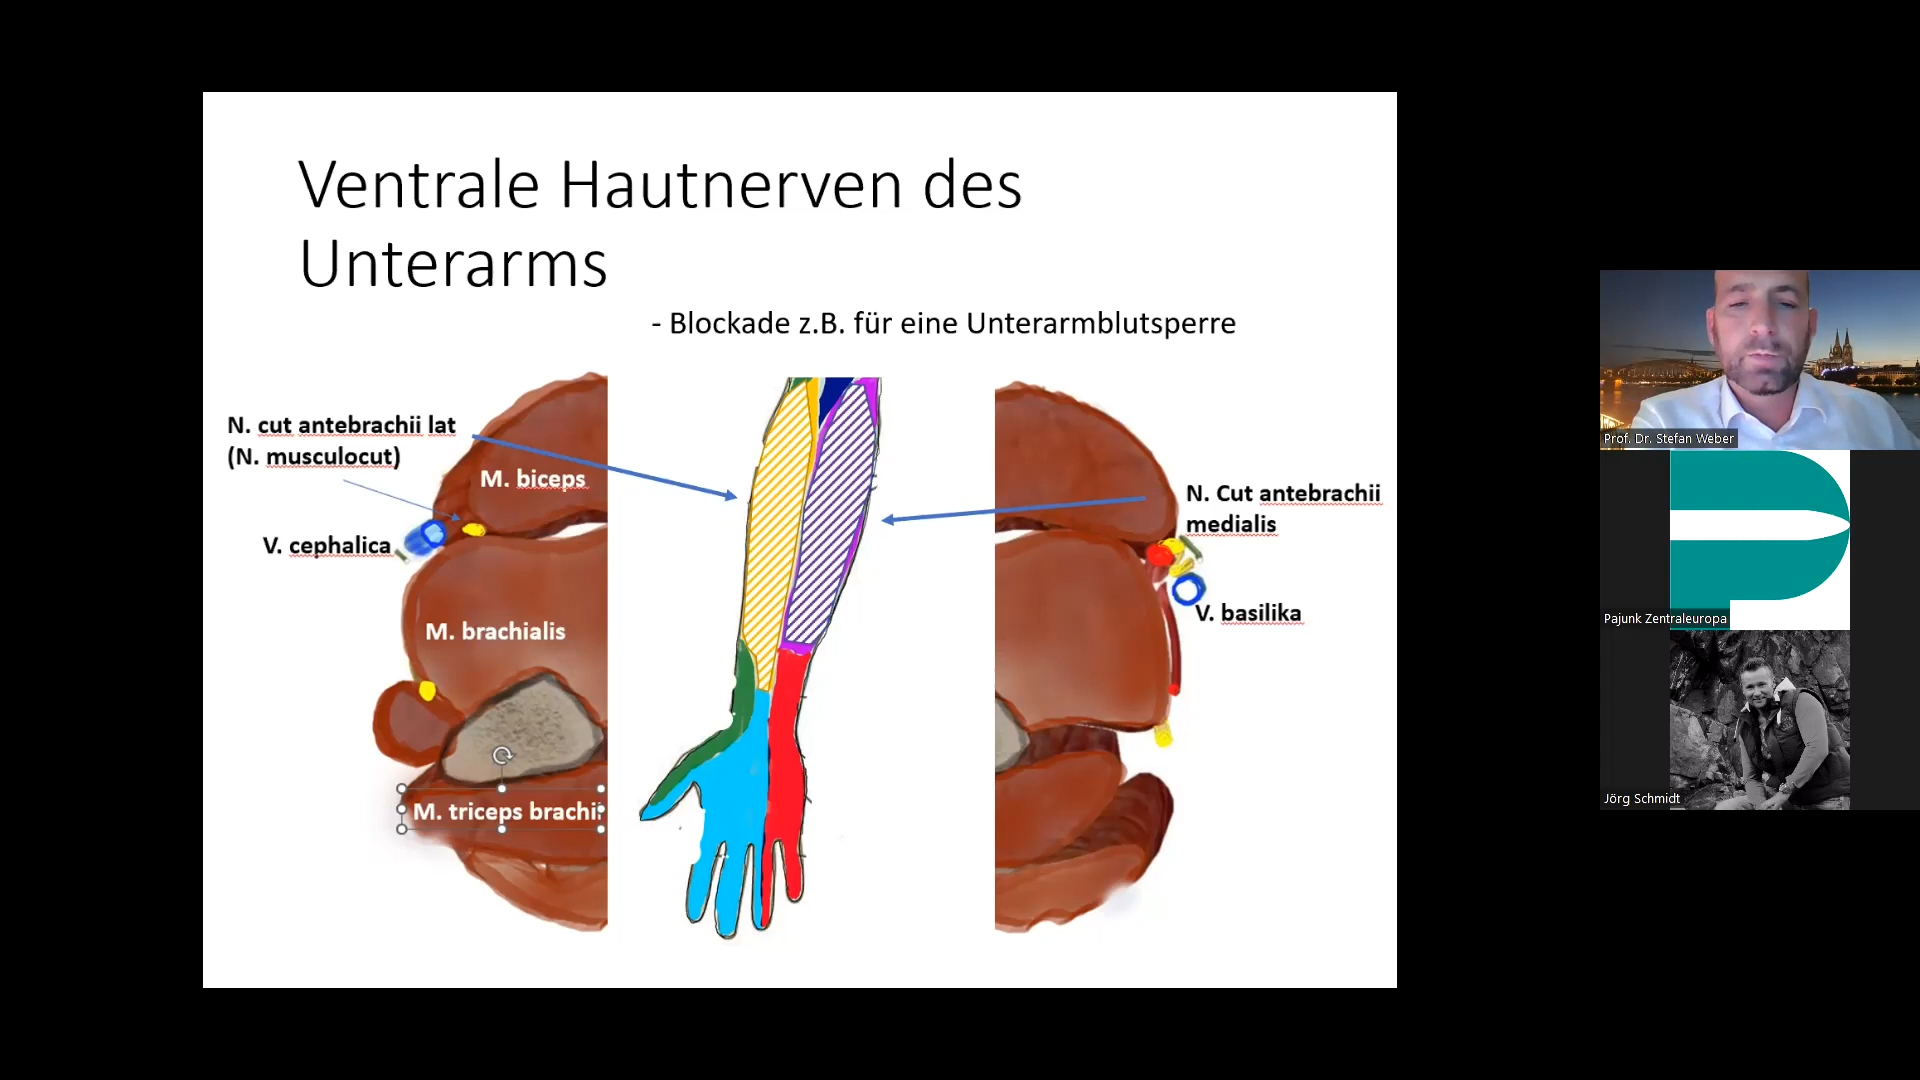 Ventrale Hautnerven des
Unterarms
- Blockade z.B. für eine Unterarmblutsperre
N. cut antebrachii lat
(N. musculocut)
M. biceps
V. cephalica
M. brachialis
M. triceps brachii
N. Cut antebrachii
medialis
V. basilika
Prof. Dr. Stefan Weber
Pajunk Zentraleuropa
Jörg Schmidt